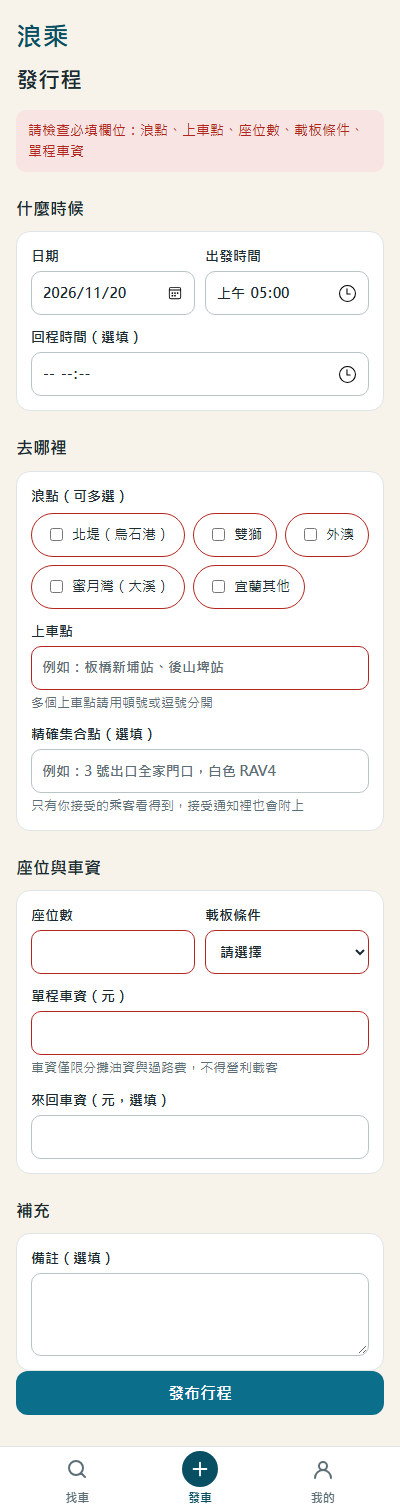 浪乘
發行程
請檢查必填欄位：浪點、上車點、座位數、載板條件、
單程車資
什麼時候
日期
出發時間
2026/11/20
上午 05:00
回程時間（選填）
-- --:--
去哪裡
浪點（可多選）
北堤（烏石港）
雙獅
外澳
蜜月灣（大溪）
宜蘭其他
上車點
例如：板橋新埔站、後山埤站
多個上車點請用頓號或逗號分開
精確集合點（選填）
例如：3 號出口全家門口，白色 RAV4
只有你接受的乘客看得到，接受通知裡也會附上
座位與車資
座位數
載板條件
請選擇
單程車資（元）
車資僅限分攤油資與過路費，不得營利載客
來回車資（元，選填）
補充
備註（選填）
發布行程
找車
發車
我的